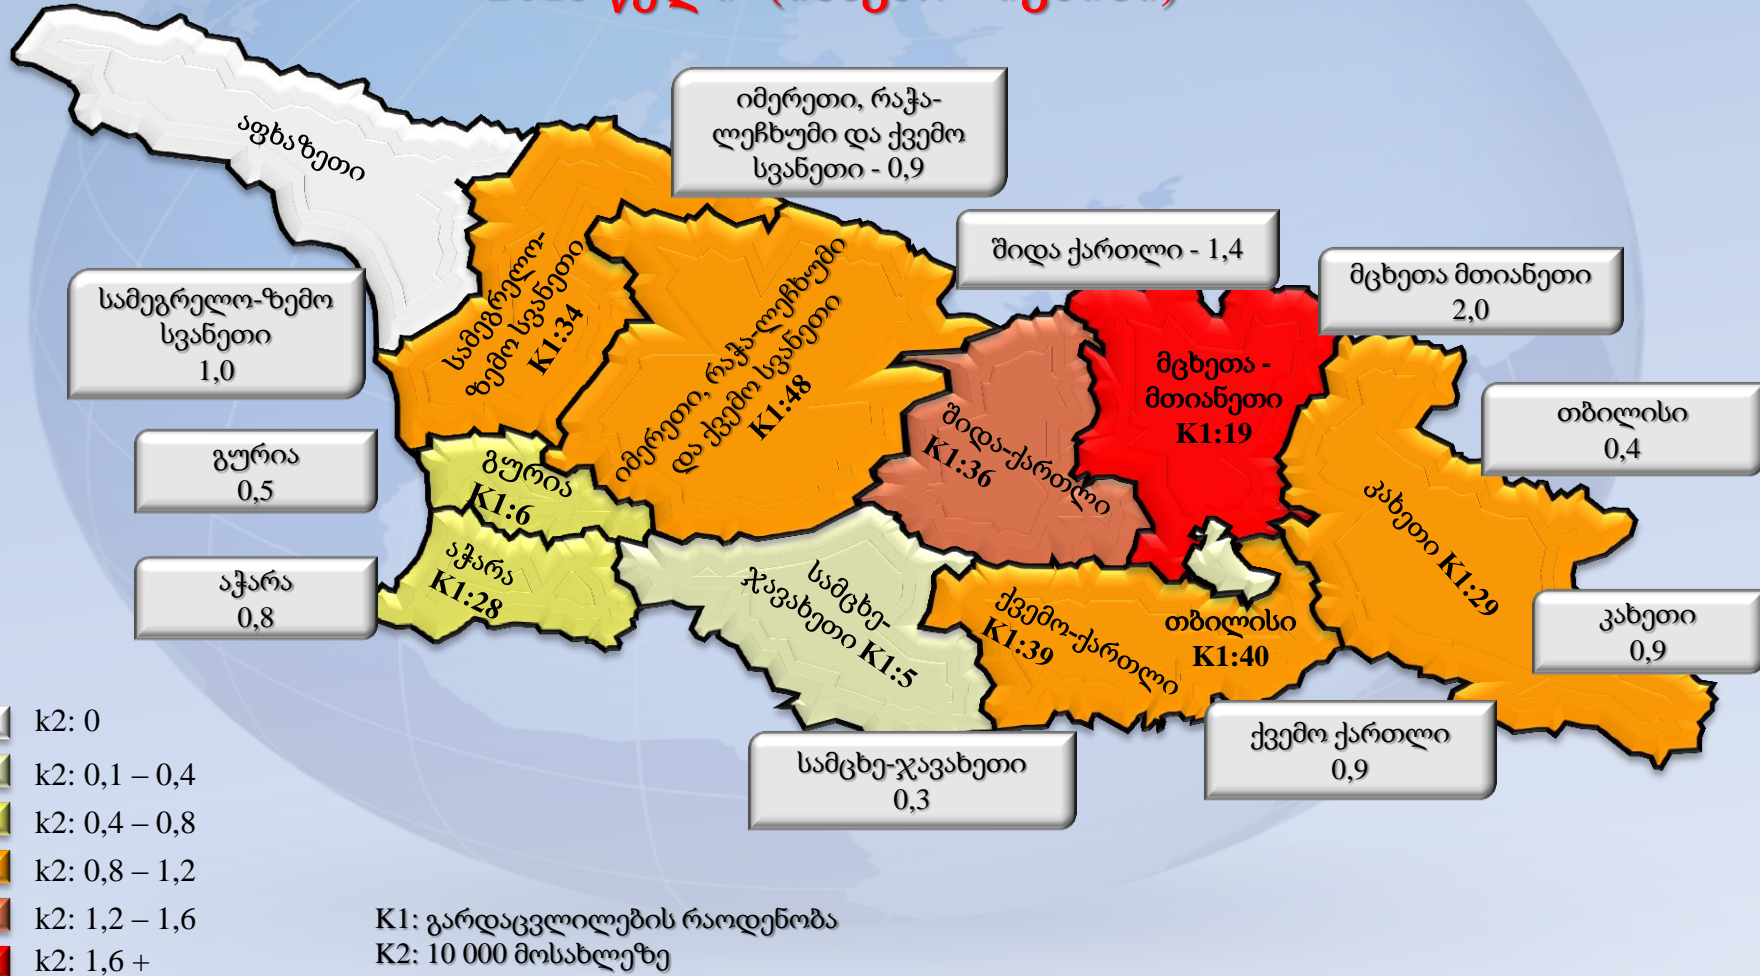 იმერეთი, რაჭა-
ლეჩხუმი და ქვემო
სვანეთი - 0,9
შიდა ქართლი - 1,4
მცხეთა მთიანეთი
2,0
სამეგრელო-ზემო
სვანეთი
1,0
თბილისი
0,4
გურია
0,5
აჭარა
0,8
კახეთი
0,9
ქვემო ქართლი
0,9
სამცხე-ჯავახეთი
0,3
აფხაზეთი
სამეგრელო-
ზემო სვანეთი
K1:34
იმერეთი, რაჭა-ლეჩხუმი
და ქვემო სვანეთი
K1:48
შიდა-ქართლი
K1:36
მცხეთა -
მთიანეთი
K1:19
გურია
K1:6
აჭარა
K1:28
სამცხე-
ჯავახეთი K1:5
ქვემო-ქართლი
K1:39
თბილისი
K1:40
კახეთი K1:29
k2: 0
k2: 0,1 – 0,4
k2: 0,4 – 0,8
k2: 0,8 – 1,2
k2: 1,2 – 1,6
k2: 1,6 +
K1: გარდაცვლილების რაოდენობა
K2: 10 000 მოსახლეზე